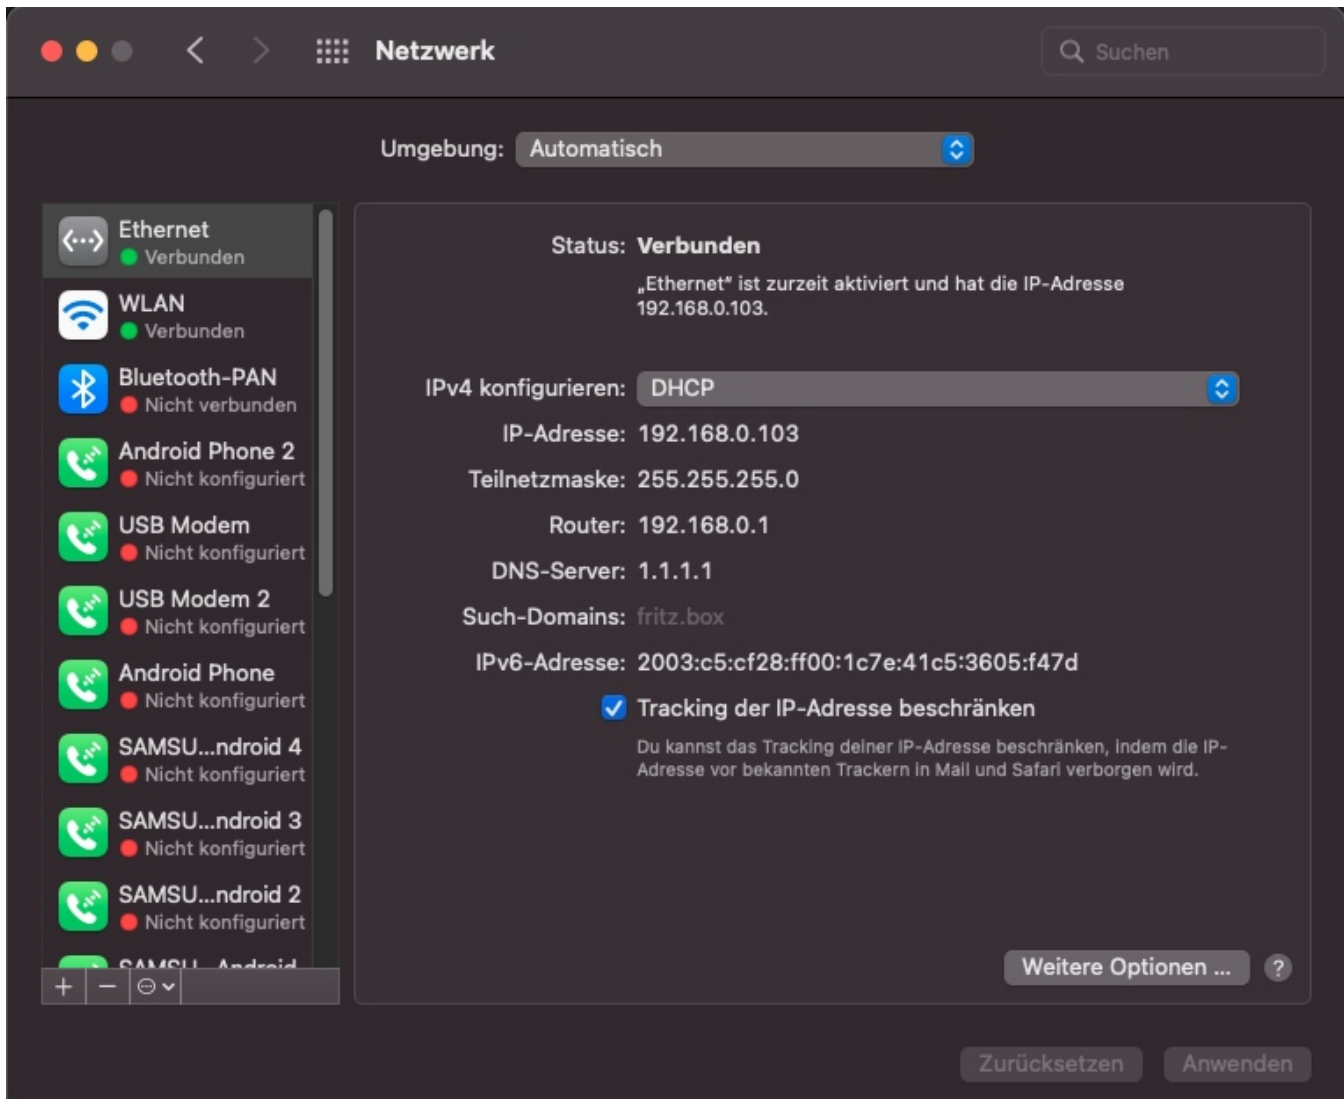 Netzwerk
Suchen
Umgebung: Automatisch
Ethernet
Verbunden
WLAN
Verbunden
Bluetooth-PAN
Nicht verbunden
Android Phone 2
Nicht konfiguriert
USB Modem
Nicht konfiguriert
USB Modem 2
Nicht konfiguriert
Android Phone
Nicht konfiguriert
SAMSU...ndroid 4
Nicht konfiguriert
SAMSU...ndroid 3
Nicht konfiguriert
SAMSU...ndroid 2
Nicht konfiguriert
SAMSU...Android
Status: Verbunden
„Ethernet“ ist zurzeit aktiviert und hat die IP-Adresse
192.168.0.103.
IPv4 konfigurieren: DHCP
IP-Adresse: 192.168.0.103
Teilnetzmaske: 255.255.255.0
Router: 192.168.0.1
DNS-Server: 1.1.1.1
Such-Domains: fritz.box
IPv6-Adresse: 2003:c5:cf28:ff00:1c7e:41c5:3605:f47d
Tracking der IP-Adresse beschränken
Du kannst das Tracking deiner IP-Adresse beschränken, indem die IP-
Adresse vor bekannten Trackern in Mail und Safari verborgen wird.
Weitere Optionen ... ?
Zurücksetzen Anwenden